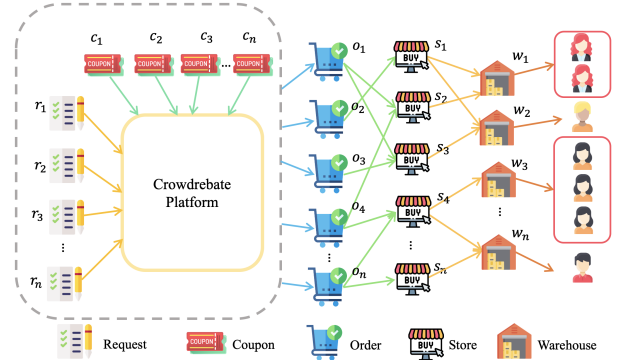 c1 c2 c3 ... cn
COUPON COUPON COUPON COUPON
r1
r2
r3
⋮
rn
Crowdrebate
Platform
o1
o2
o3
o4
⋮
on
s1
s2
s3
s4
⋮
sn
BUY
BUY
BUY
BUY
BUY
w1
w2
w3
⋮
wn
Request
COUPON
Coupon
Order
BUY
Store
Warehouse